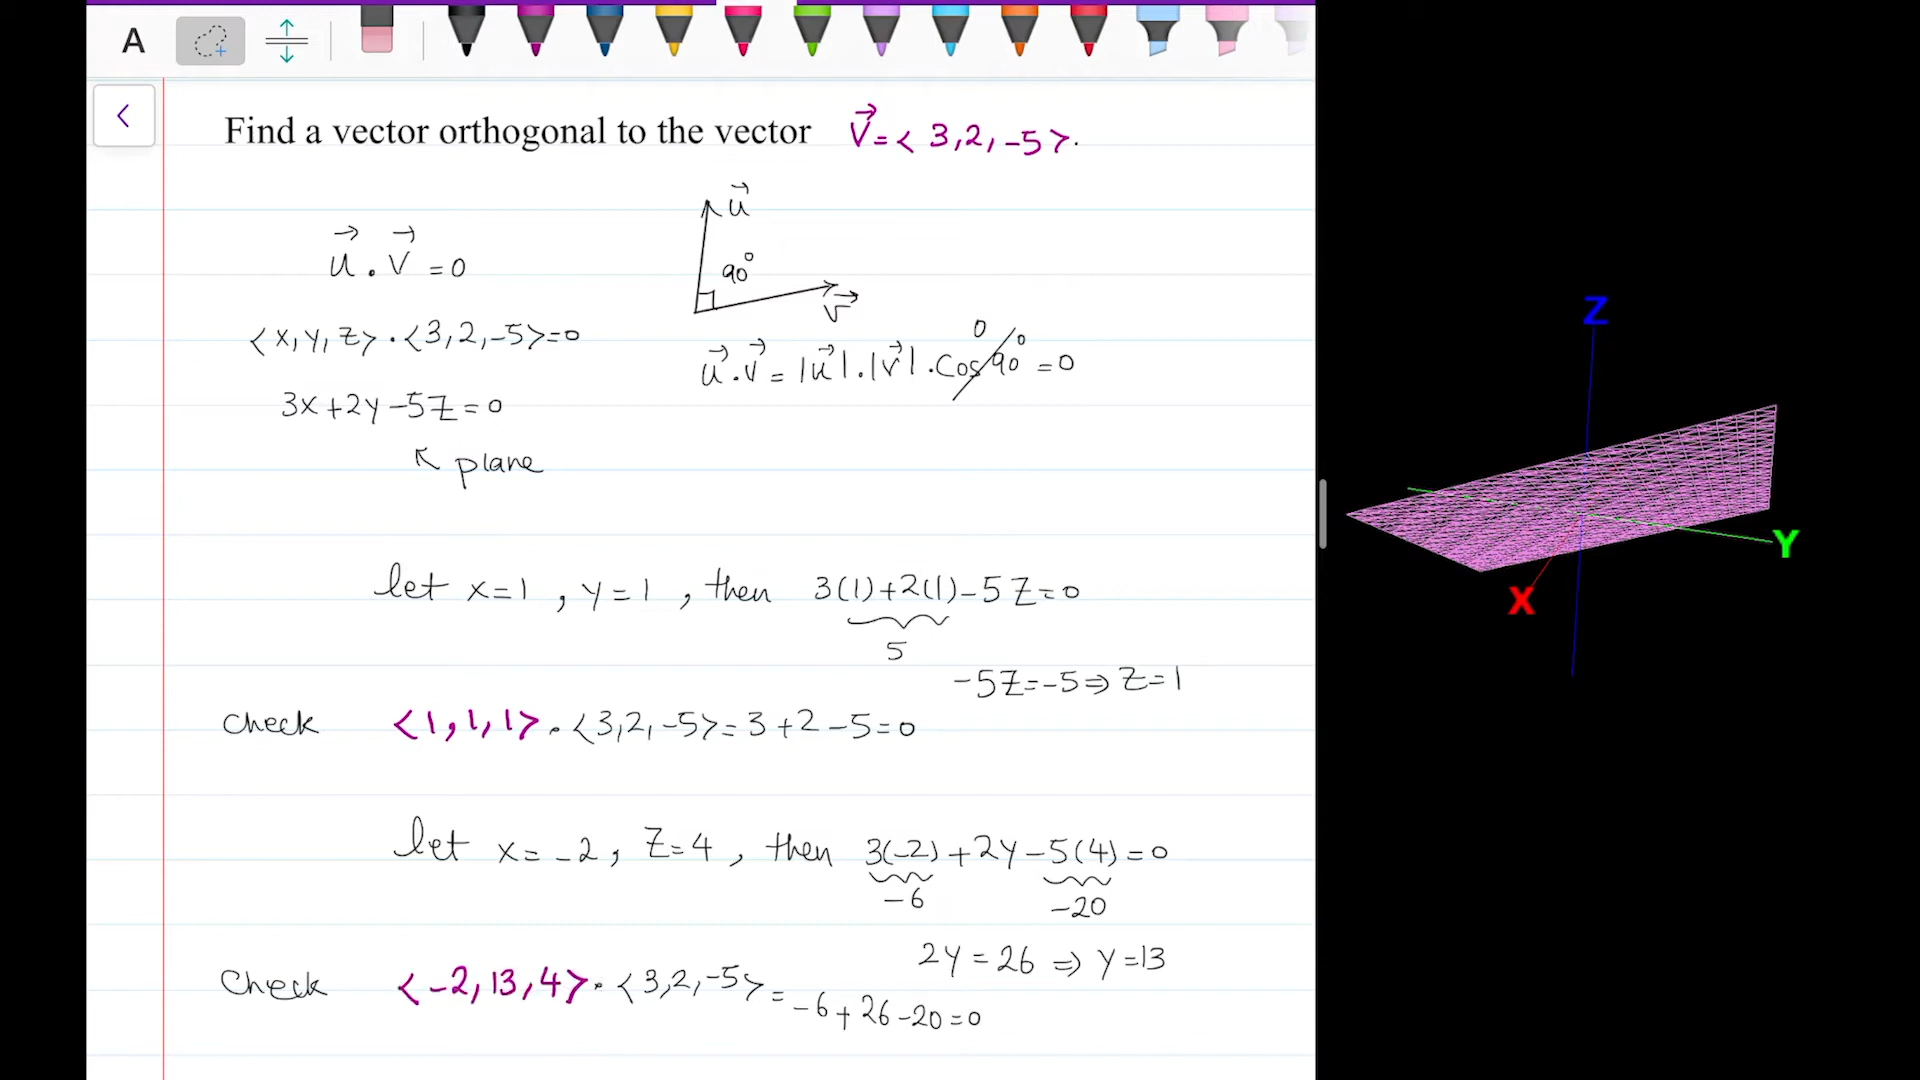 A
Find a vector orthogonal to the vector V⃗ = < 3,2,-5 >.
u⃗
u⃗ . V⃗ = 0
90°
V⃗
<x,y,z> . <3,2,-5> = 0
u⃗ . V⃗ = |u⃗| . |V⃗| . Cos 90° = 0
0
3x + 2y - 5z = 0
plane
let x = 1 , y = 1 , then 3(1) + 2(1) - 5z = 0
5
-5z = -5 ⇒ z = 1
Check <1,1,1> . <3,2,-5> = 3 + 2 - 5 = 0
let x = -2, z = 4 , then 3(-2) + 2y - 5(4) = 0
-6 -20
2y = 26 ⇒ y = 13
Check <-2,13,4> . <3,2,-5> = -6 + 26 - 20 = 0
Z
Y
X